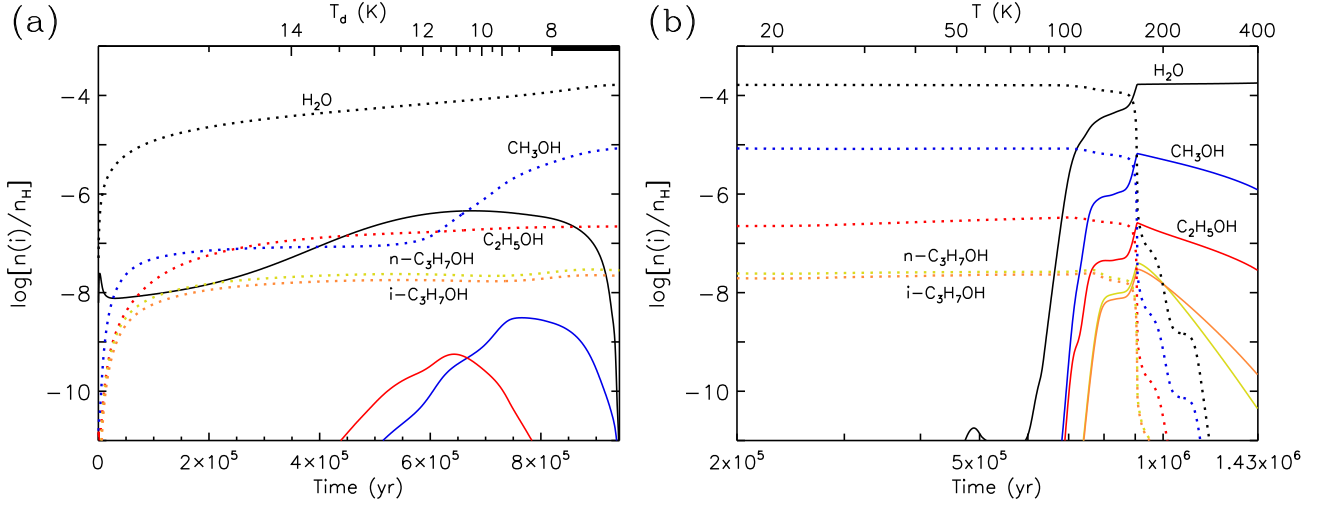 (a)
T_d (K)
14 12 10 8
log[n(i)/n_H]
−4
−6
−8
−10
H₂O
CH₃OH
C₂H₅OH
n−C₃H₇OH
i−C₃H₇OH
0 2×10⁵ 4×10⁵ 6×10⁵ 8×10⁵
Time (yr)
(b)
T (K)
20 50 100 200 400
log[n(i)/n_H]
−4
−6
−8
−10
H₂O
CH₃OH
C₂H₅OH
n−C₃H₇OH
i−C₃H₇OH
2×10⁵ 5×10⁵ 1×10⁶ 1.43x10⁶
Time (yr)